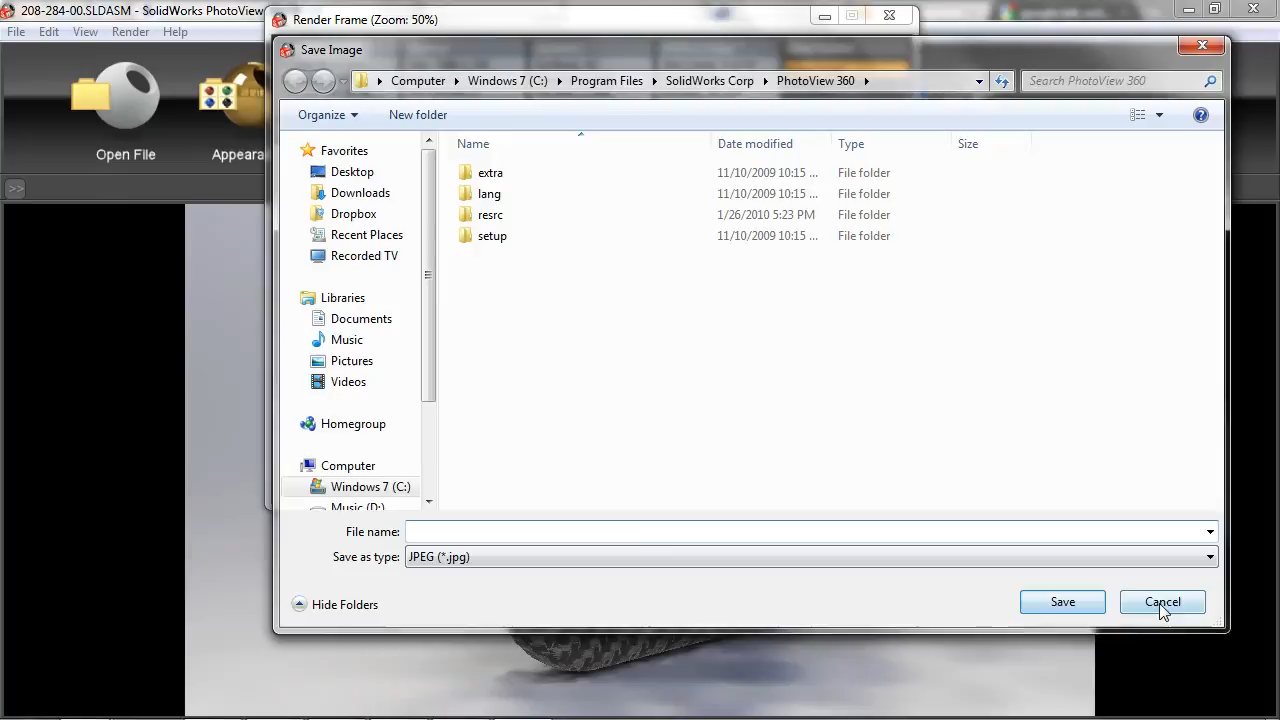 208-284-00.SLDASM - SolidWorks PhotoView
File Edit View Render Help
Open File
Appeara
>>
Render Frame (Zoom: 50%)
Save Image
Computer Windows 7 (C:) Program Files SolidWorks Corp PhotoView 360
Search PhotoView 360
Organize New folder
Favorites
Desktop
Downloads
Dropbox
Recent Places
Recorded TV
Libraries
Documents
Music
Pictures
Videos
Homegroup
Computer
Windows 7 (C:)
Music (D:)
Name Date modified Type Size
extra 11/10/2009 10:15 ... File folder
lang 11/10/2009 10:15 ... File folder
resrc 1/26/2010 5:23 PM File folder
setup 11/10/2009 10:15 ... File folder
File name:
Save as type: JPEG (*.jpg)
Hide Folders
Save Cancel